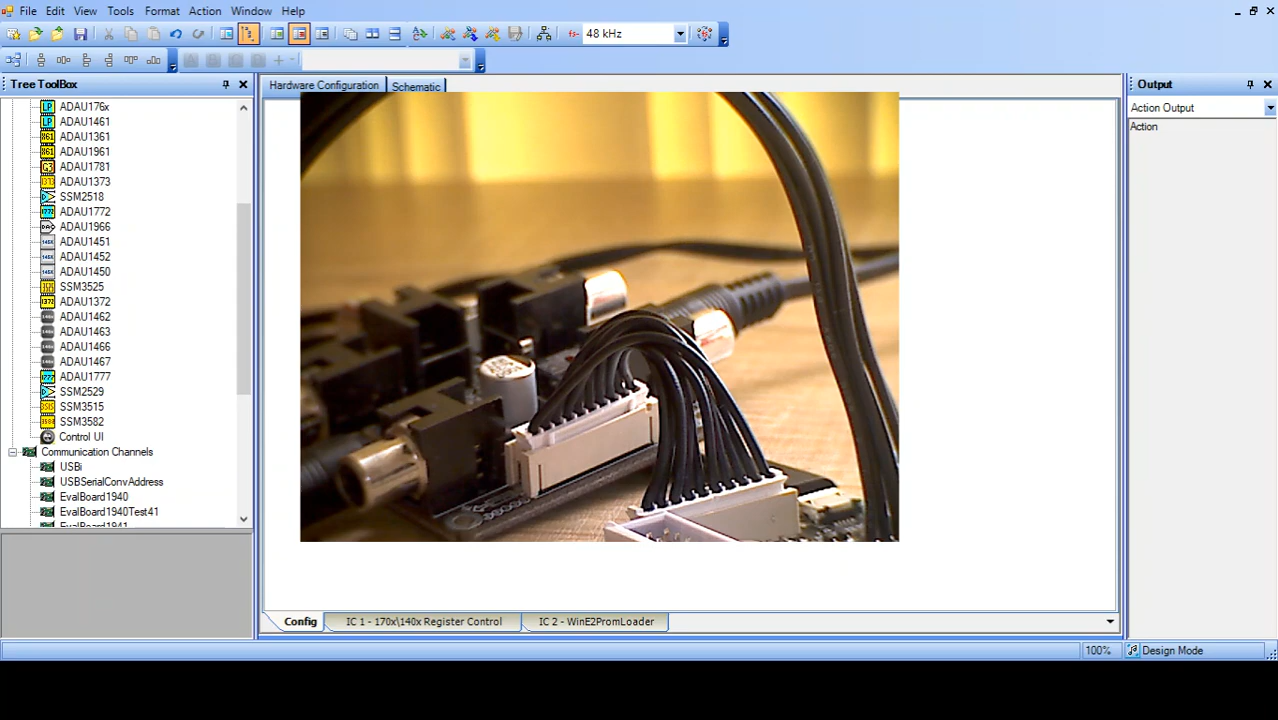 File Edit View Tools Format Action Window Help
fs- 48 kHz
A B C D
Tree ToolBox
ADAU176x
ADAU1461
ADAU1361
ADAU1961
ADAU1781
ADAU1373
SSM2518
ADAU1772
ADAU1966
ADAU1451
ADAU1452
ADAU1450
SSM3525
ADAU1372
ADAU1462
ADAU1463
ADAU1466
ADAU1467
ADAU1777
SSM2529
SSM3515
SSM3582
Control UI
Communication Channels
USBi
USBSerialConvAddress
EvalBoard1940
EvalBoard1940Test41
EvalBoard1941
Hardware Configuration Schematic
Config IC 1 - 170x\140x Register Control IC 2 - WinE2PromLoader
Output
Action Output
Action
100% Design Mode